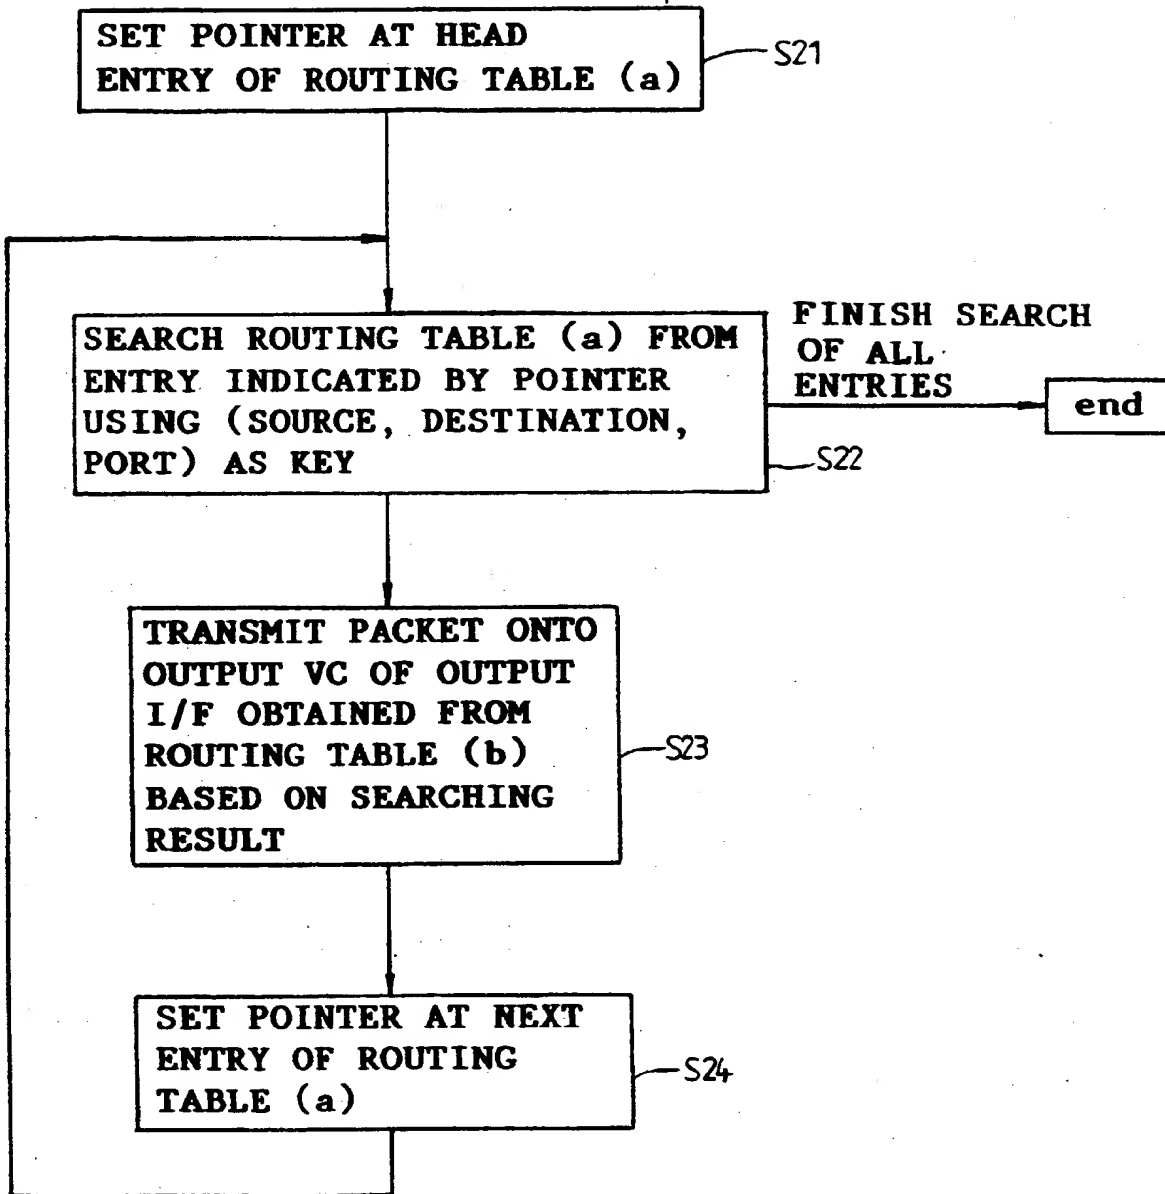 SET POINTER AT HEAD
ENTRY OF ROUTING TABLE (a)
S21
SEARCH ROUTING TABLE (a) FROM
ENTRY INDICATED BY POINTER
USING (SOURCE, DESTINATION,
PORT) AS KEY
S22
FINISH SEARCH
OF ALL
ENTRIES
end
TRANSMIT PACKET ONTO
OUTPUT VC OF OUTPUT
I/F OBTAINED FROM
ROUTING TABLE (b)
BASED ON SEARCHING
RESULT
S23
SET POINTER AT NEXT
ENTRY OF ROUTING
TABLE (a)
S24